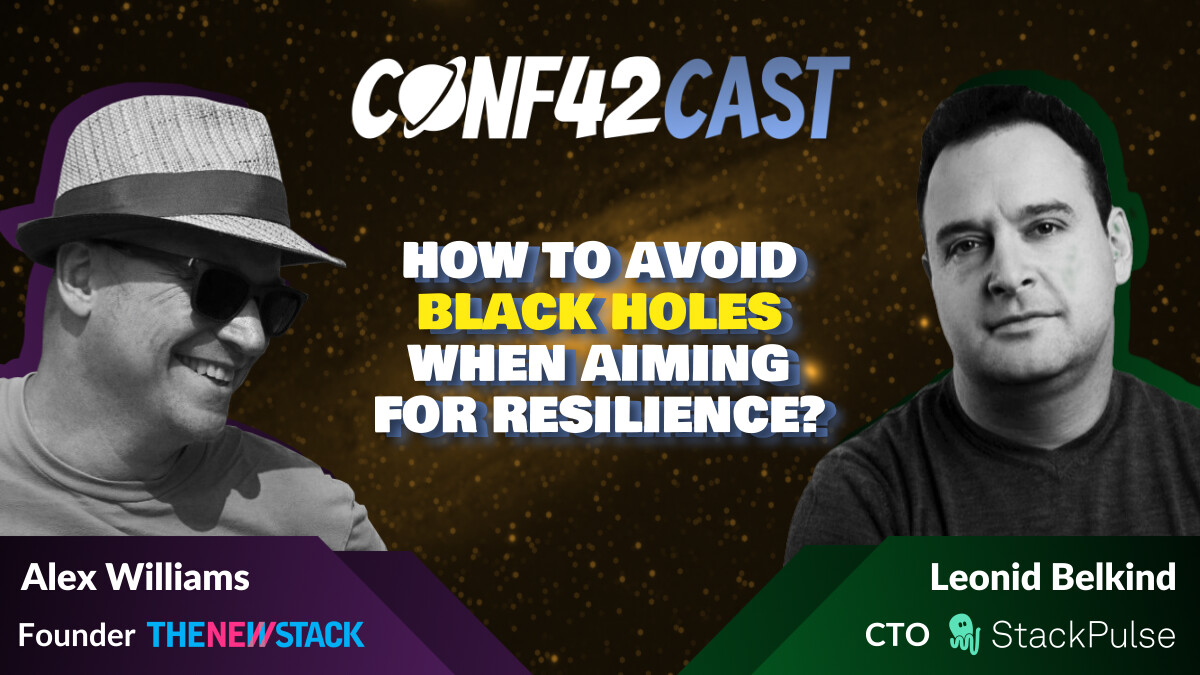 CONF42CAST
HOW TO AVOID
BLACK HOLES
WHEN AIMING
FOR RESILIENCE?
Alex Williams
Founder THENEWSTACK
Leonid Belkind
CTO StackPulse